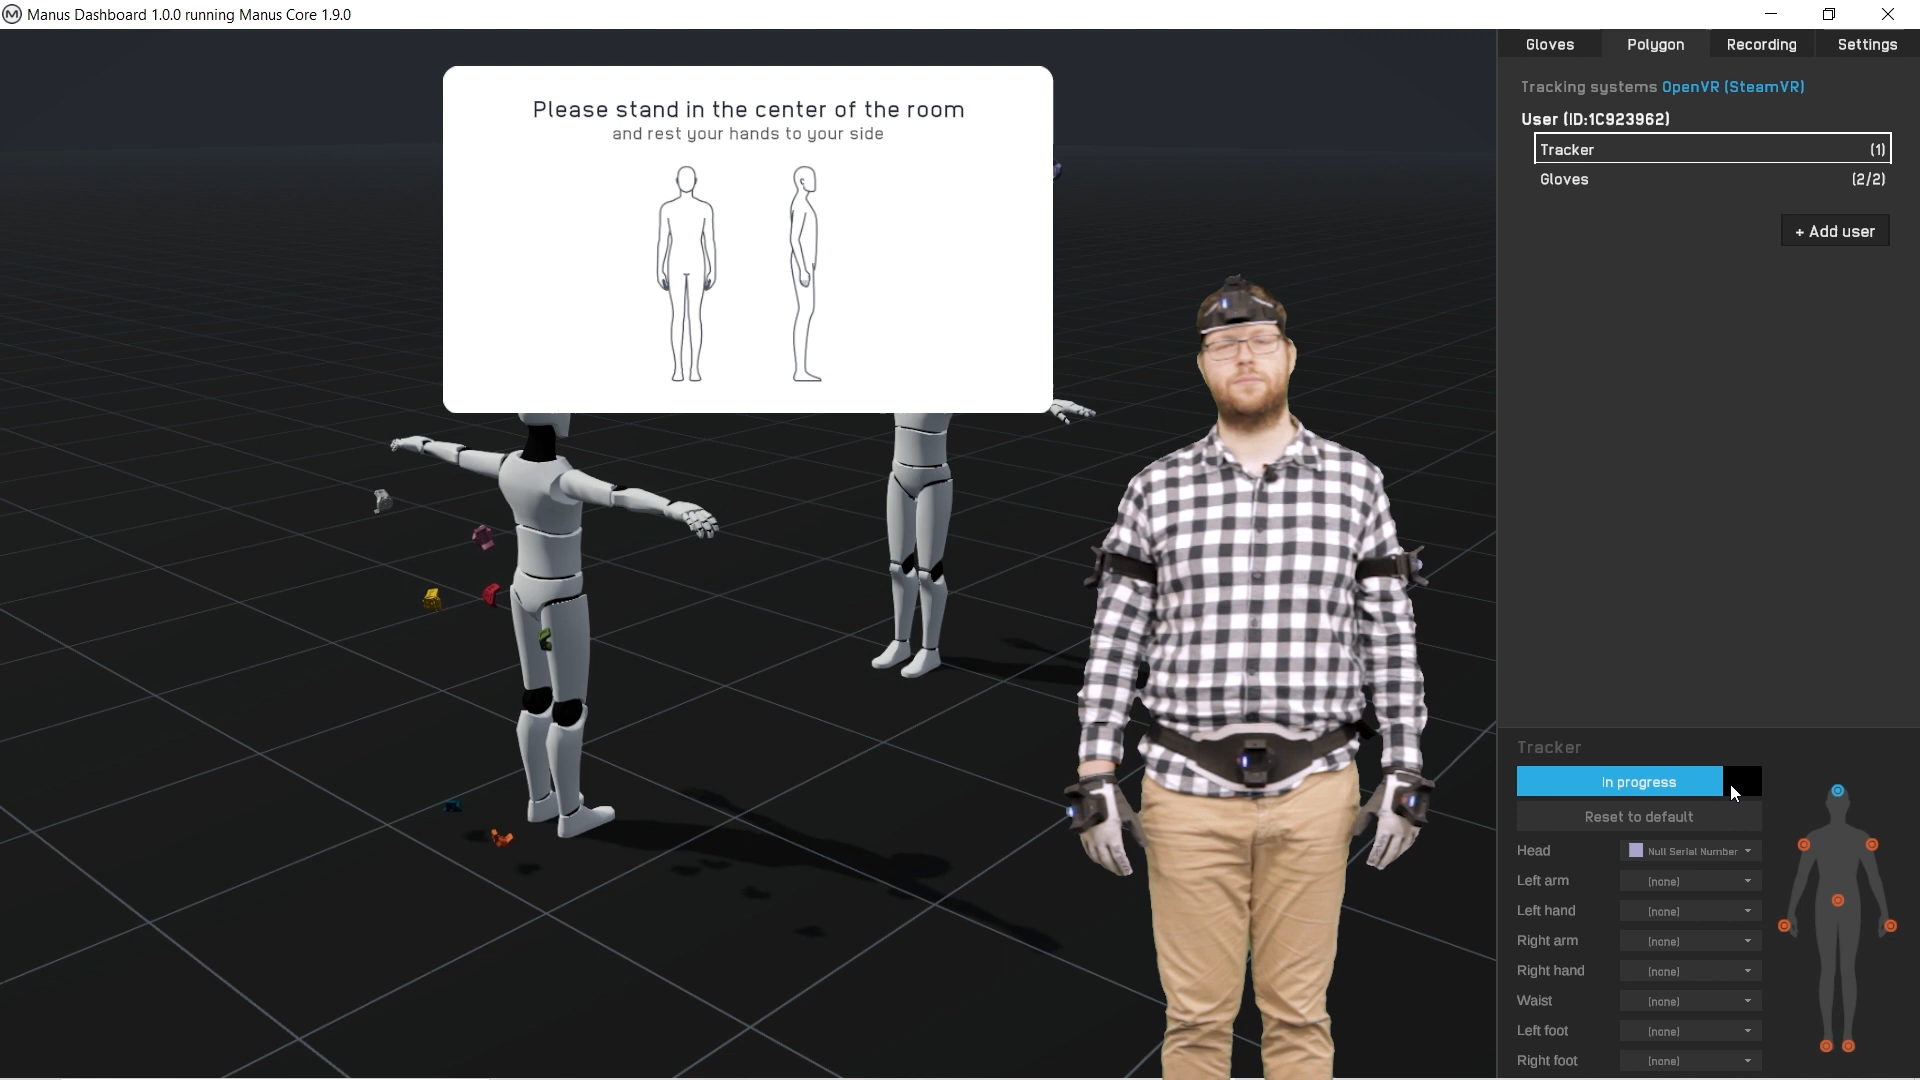 Manus Dashboard 1.0.0 running Manus Core 1.9.0
Gloves
Polygon
Recording
Settings
Please stand in the center of the room
and rest your hands to your side
Tracking systems OpenVR (SteamVR)
User (ID:1C923962)
Tracker (1)
Gloves (2/2)
+ Add user
Tracker
In progress
Reset to default
Head Null Serial Number
Left arm (none)
Left hand (none)
Right arm (none)
Right hand (none)
Waist (none)
Left foot (none)
Right foot (none)